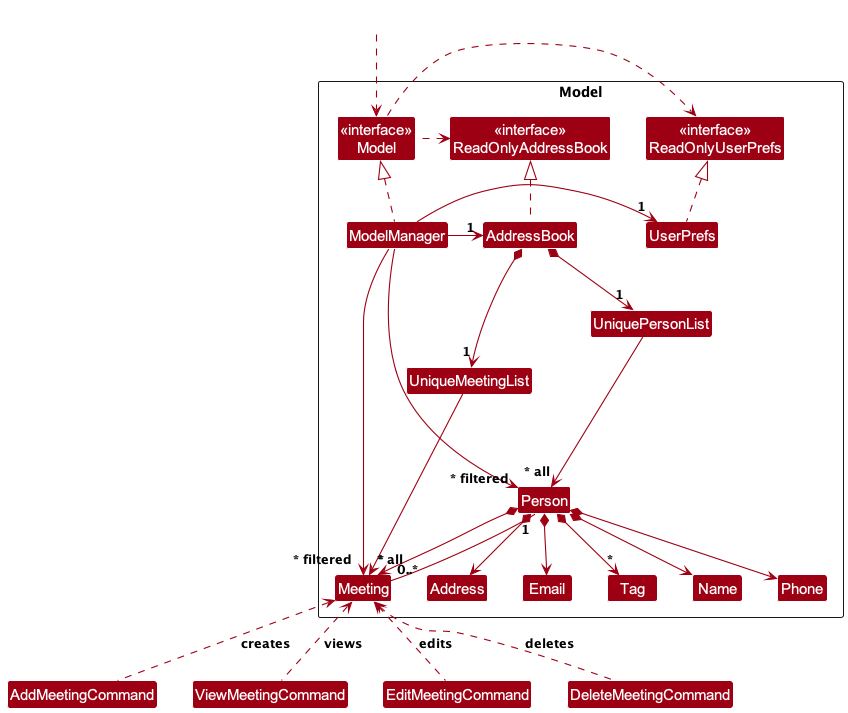 Model
«interface»
Model
«interface»
ReadOnlyAddressBook
«interface»
ReadOnlyUserPrefs
1
ModelManager
1
AddressBook
UserPrefs
1
UniquePersonList
1
UniqueMeetingList
* all
* filtered
Person
1
* filtered
* all
0..*
*
Meeting
Address
Email
Tag
Name
Phone
creates
views
edits
deletes
AddMeetingCommand
ViewMeetingCommand
EditMeetingCommand
DeleteMeetingCommand